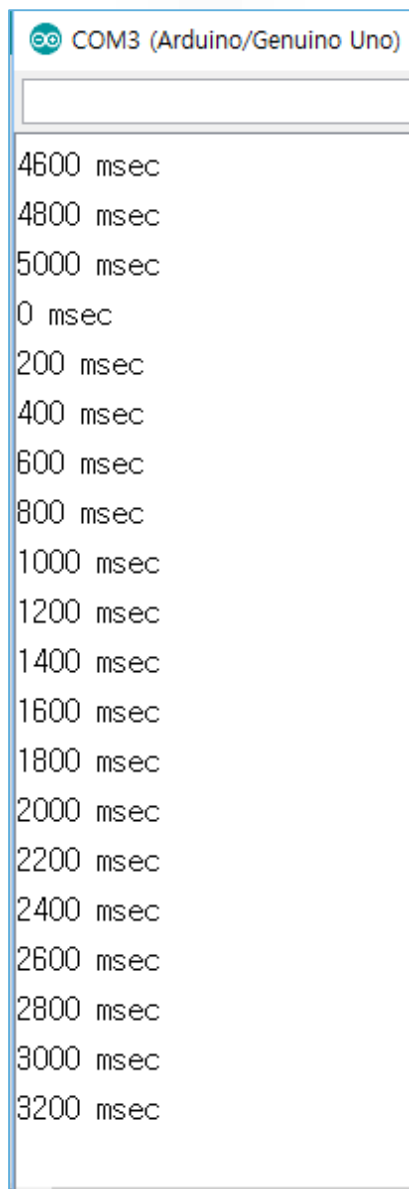 COM3 (Arduino/Genuino Uno)
4600 msec
4800 msec
5000 msec
0 msec
200 msec
400 msec
600 msec
800 msec
1000 msec
1200 msec
1400 msec
1600 msec
1800 msec
2000 msec
2200 msec
2400 msec
2600 msec
2800 msec
3000 msec
3200 msec